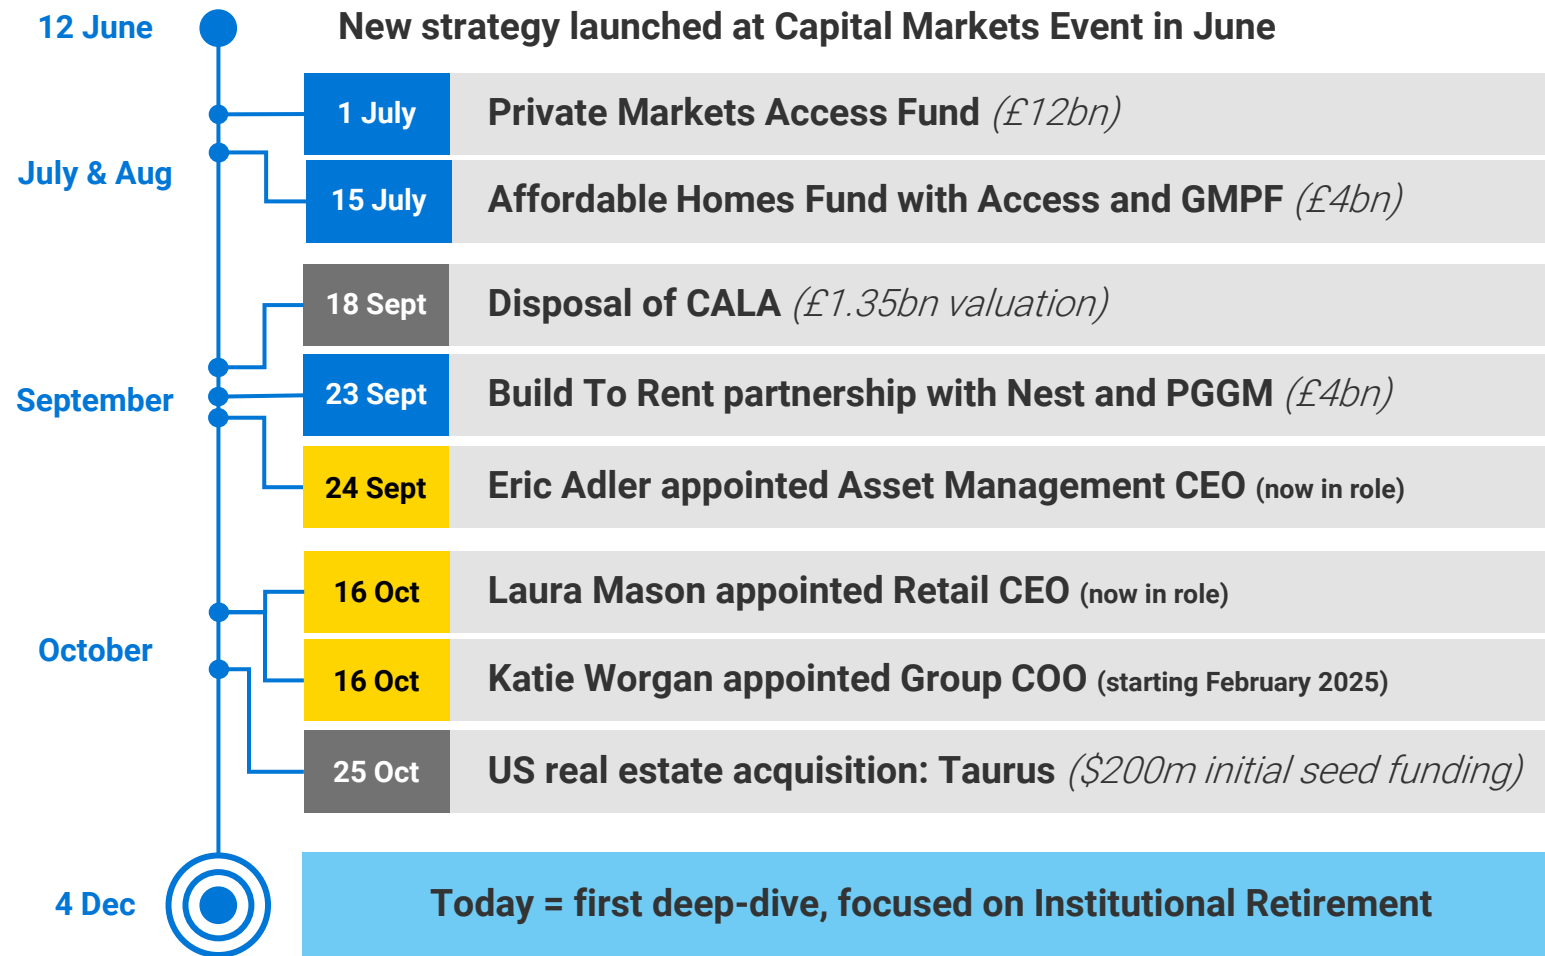 12 June
New strategy launched at Capital Markets Event in June
July & Aug
1 July
Private Markets Access Fund (£12bn)
15 July
Affordable Homes Fund with Access and GMPF (£4bn)
September
18 Sept
Disposal of CALA (£1.35bn valuation)
23 Sept
Build To Rent partnership with Nest and PGGM (£4bn)
24 Sept
Eric Adler appointed Asset Management CEO (now in role)
October
16 Oct
Laura Mason appointed Retail CEO (now in role)
16 Oct
Katie Worgan appointed Group COO (starting February 2025)
25 Oct
US real estate acquisition: Taurus ($200m initial seed funding)
4 Dec
Today = first deep-dive, focused on Institutional Retirement